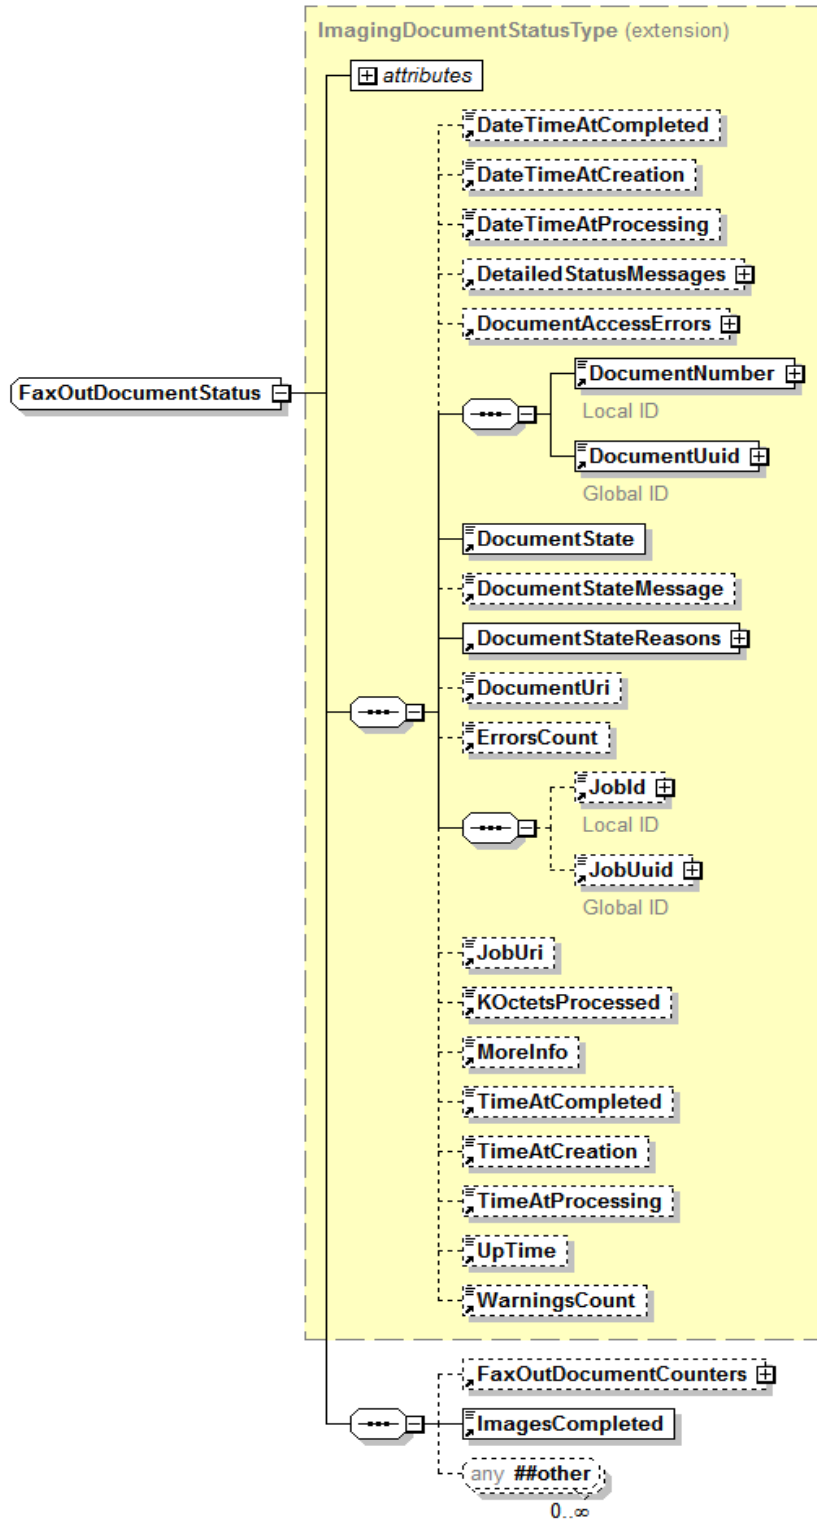 ImagingDocumentStatusType (extension)
attributes
DateTimeAtCompleted
DateTimeAtCreation
DateTimeAtProcessing
DetailedStatusMessages
DocumentAccessErrors
FaxOutDocumentStatus
DocumentNumber
Local ID
DocumentUuid
Global ID
DocumentState
DocumentStateMessage
DocumentStateReasons
DocumentUri
ErrorsCount
JobId
Local ID
JobUuid
Global ID
JobUri
KOctetsProcessed
MoreInfo
TimeAtCompleted
TimeAtCreation
TimeAtProcessing
UpTime
WarningsCount
FaxOutDocumentCounters
ImagesCompleted
any ##other
0..∞